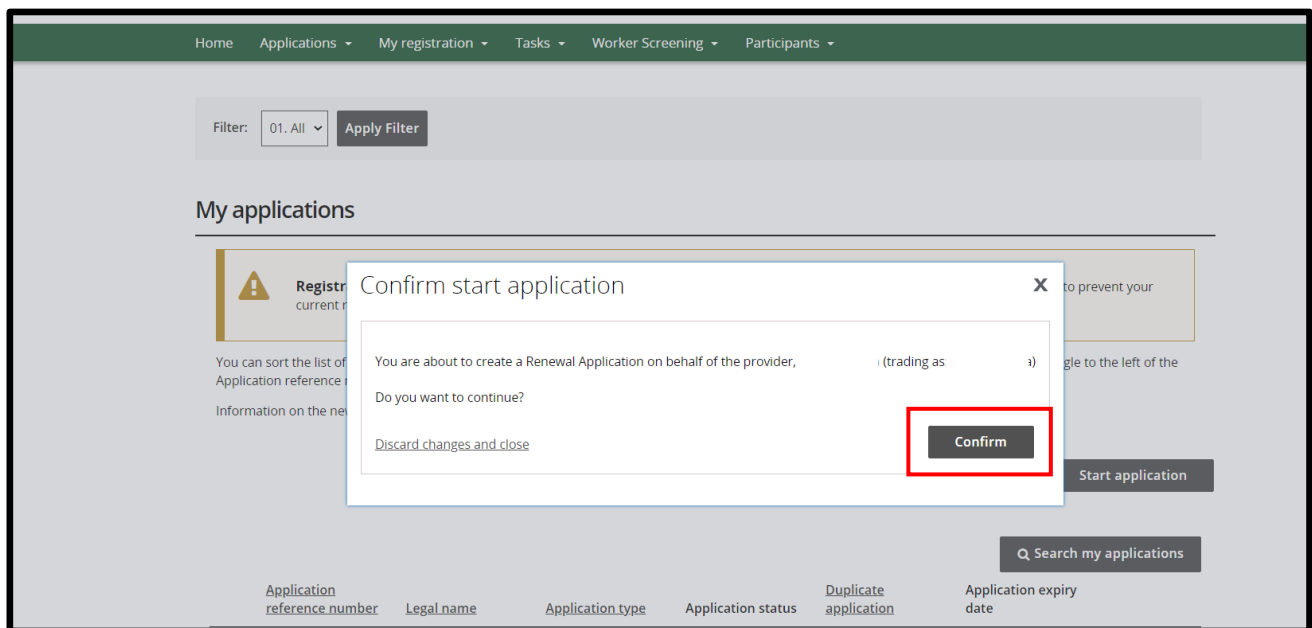 Home Applications My registration Tasks Worker Screening Participants
Filter: 01. All Apply Filter
My applications
Confirm start application X
Registr to prevent your
current r
You are about to create a Renewal Application on behalf of the provider, (trading as )
You can sort the list of gle to the left of the
Application reference
Do you want to continue?
Information on the ne
Discard changes and close Confirm
Start application
Search my applications
Application reference number Legal name Application type Application status Duplicate application Application expiry date